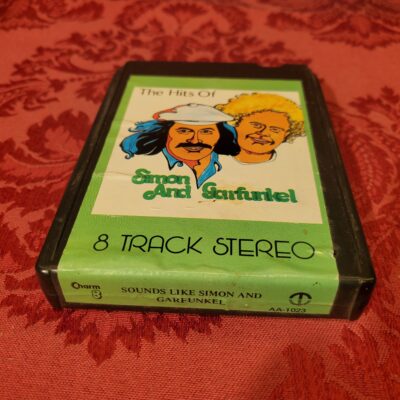 The Hits Of
Simon
And Garfunkel
8 TRACK STEREO
Charm
8
SOUNDS LIKE SIMON AND
GARFUNKEL
AA-1023